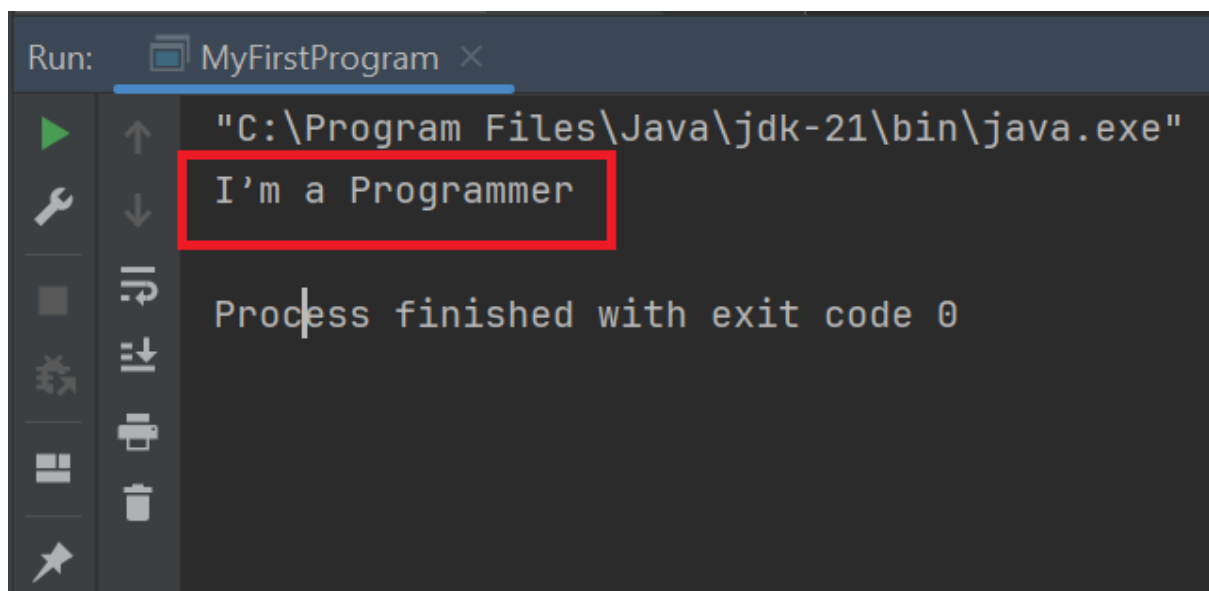 Run: MyFirstProgram
"C:\Program Files\Java\jdk-21\bin\java.exe"
I’m a Programmer
Process finished with exit code 0